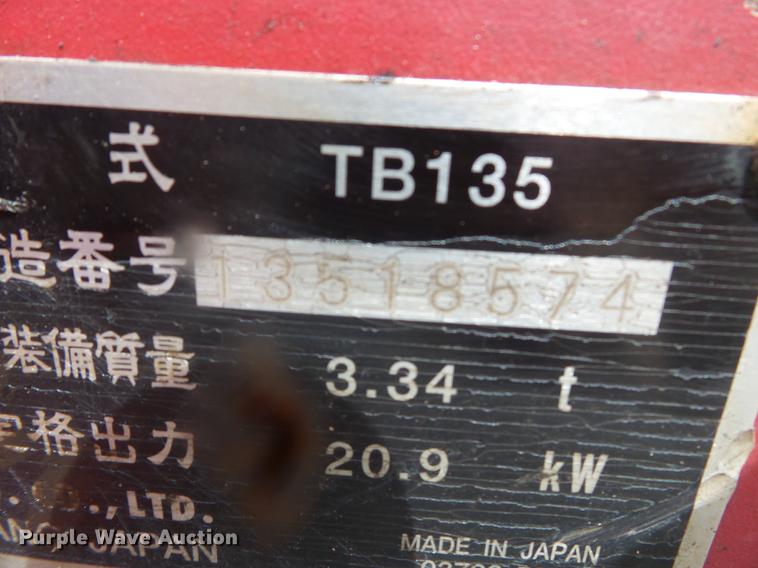 式 TB135
造番号 13518574
装備質量 3.34 t
格出力 20.9 kW
., LTD.
JAPAN
MADE IN JAPAN
Purple Wave Auction